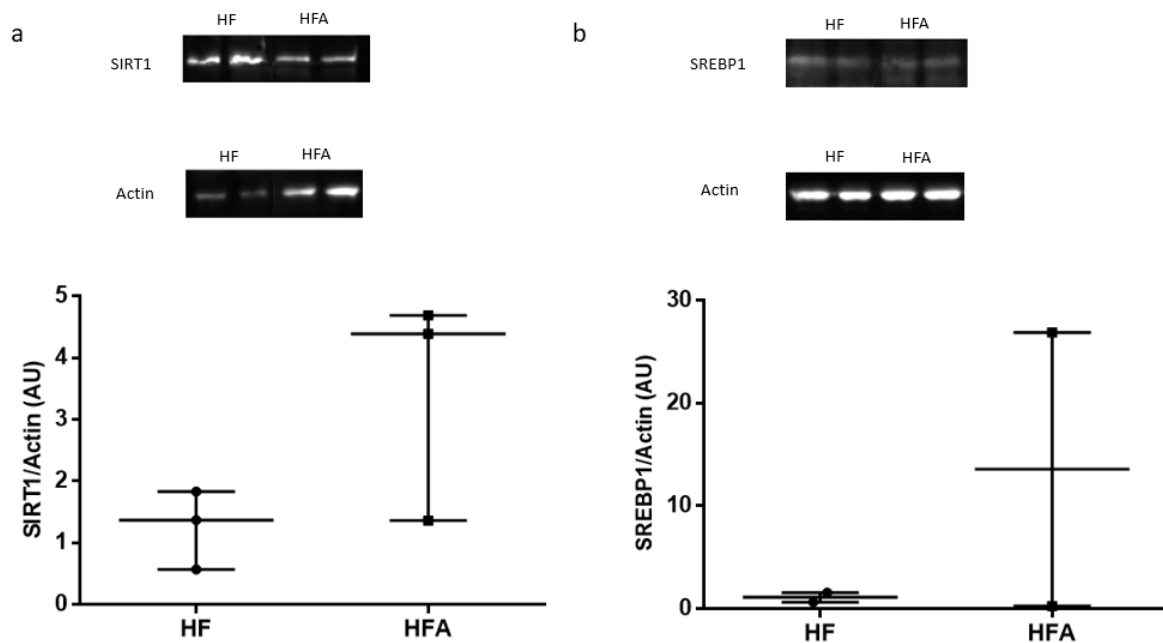 a
HF HFA
SIRT1
HF HFA
Actin
5
4
3
2
1
0
SIRT1/Actin (AU)
HF HFA
b
HF HFA
SREBP1
HF HFA
Actin
30
20
10
0
SREBP1/Actin (AU)
HF HFA